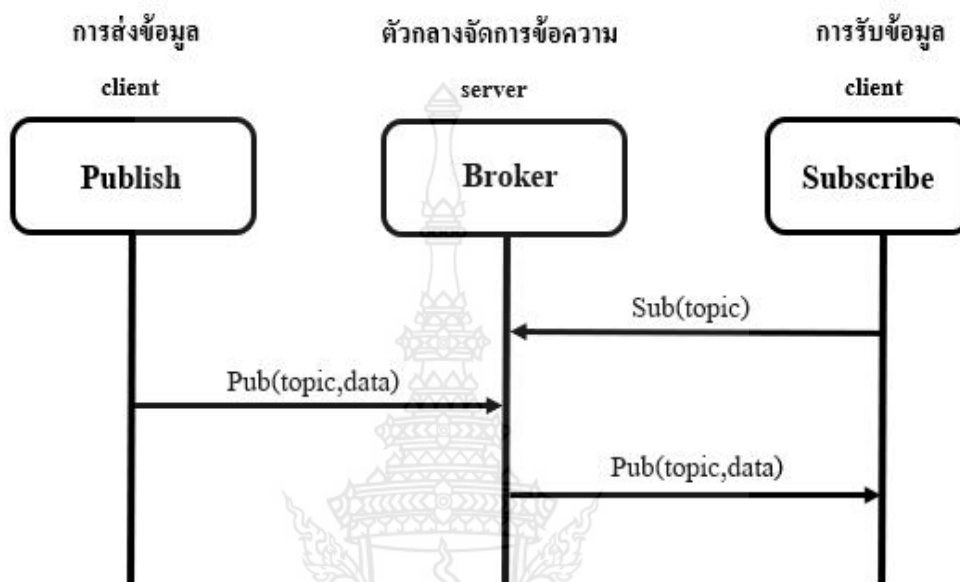 การส่งข้อมูล
ตัวกลางจัดการข้อความ
การรับข้อมูล
client
server
client
Publish
Broker
Subscribe
Sub(topic)
Pub(topic,data)
Pub(topic,data)